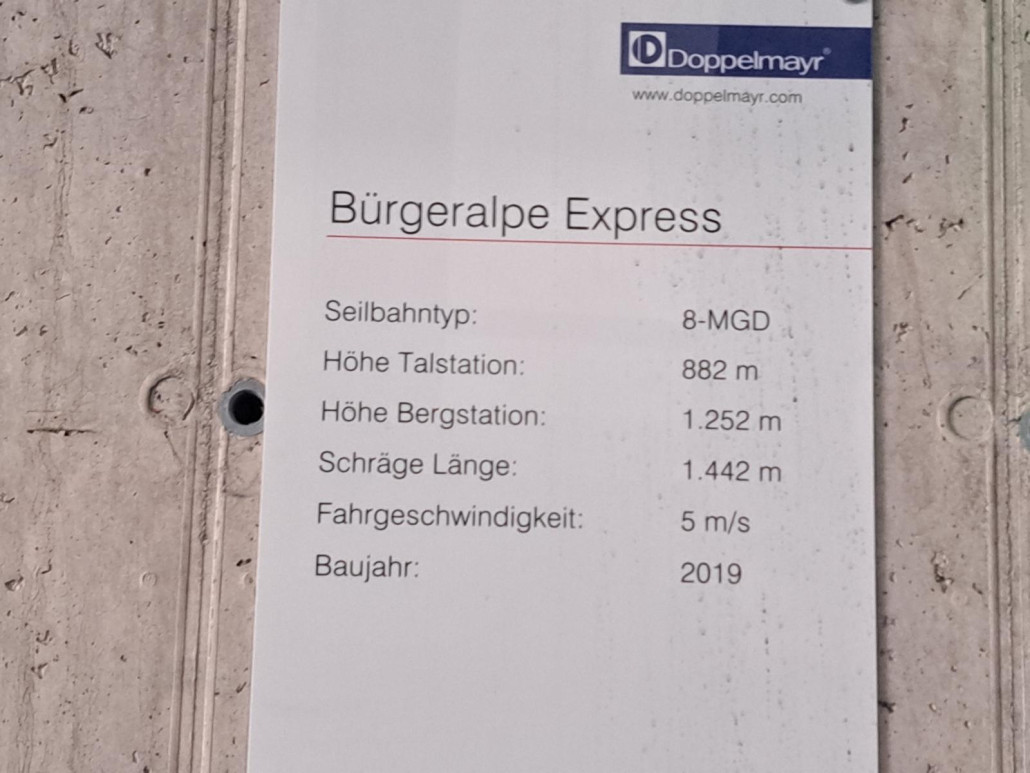 Doppelmayr®
www.doppelmayr.com
Bürgeralpe Express
Seilbahntyp: 8-MGD
Höhe Talstation: 882 m
Höhe Bergstation: 1.252 m
Schräge Länge: 1.442 m
Fahrgeschwindigkeit: 5 m/s
Baujahr: 2019